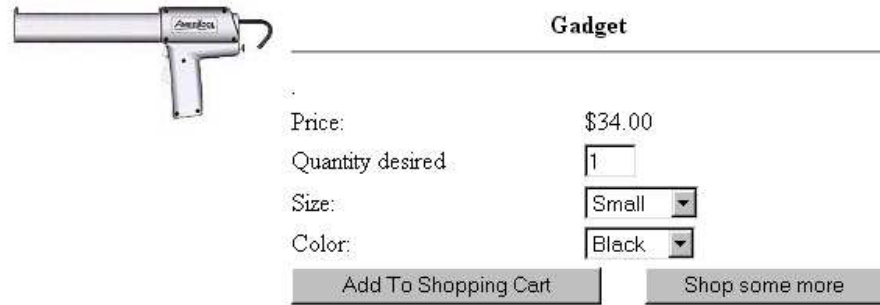 Gadget
.
Price: $34.00
Quantity desired 1
Size: Small
Color: Black
Add To Shopping Cart Shop some more